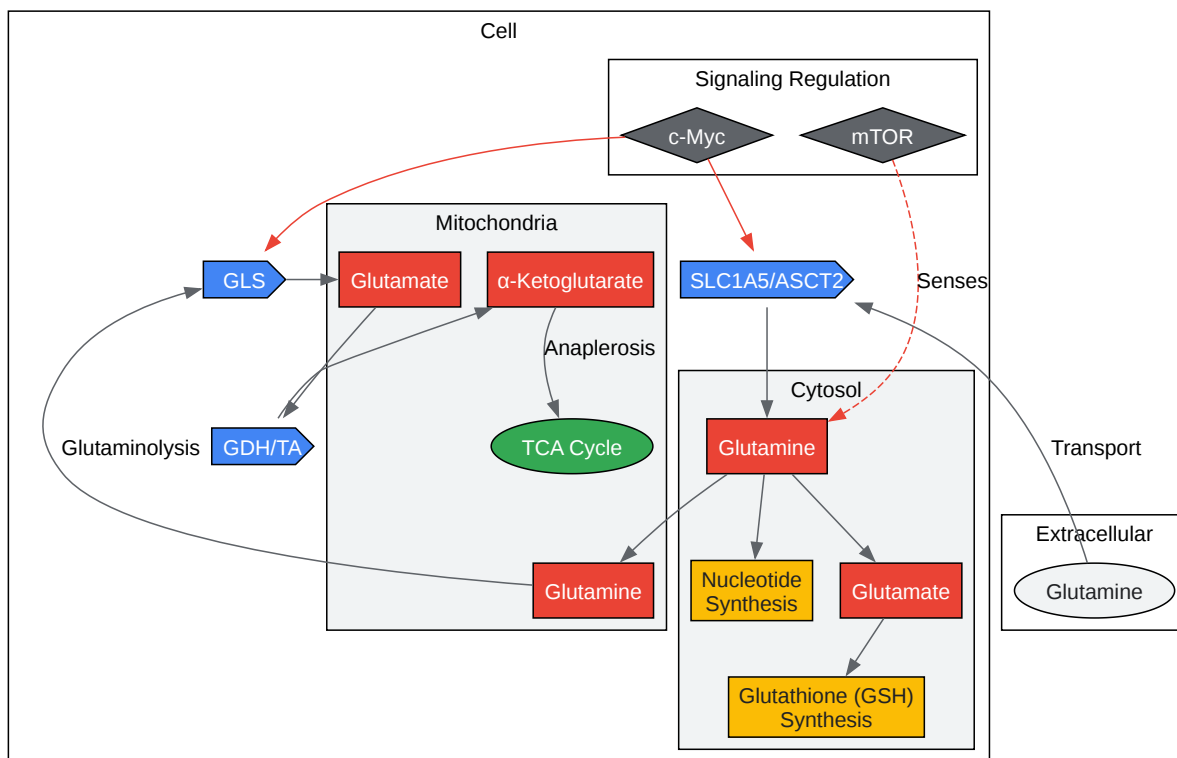 Cell
Signaling Regulation
c-Myc
mTOR
Mitochondria
GLS
Glutamate
α-Ketoglutarate
SLC1A5/ASCT2
Senses
Anaplerosis
Cytosol
Glutaminolysis
GDH/TA
TCA Cycle
Glutamine
Transport
Extracellular
Glutamine
Nucleotide
Synthesis
Glutamate
Glutamine
Glutathione (GSH)
Synthesis